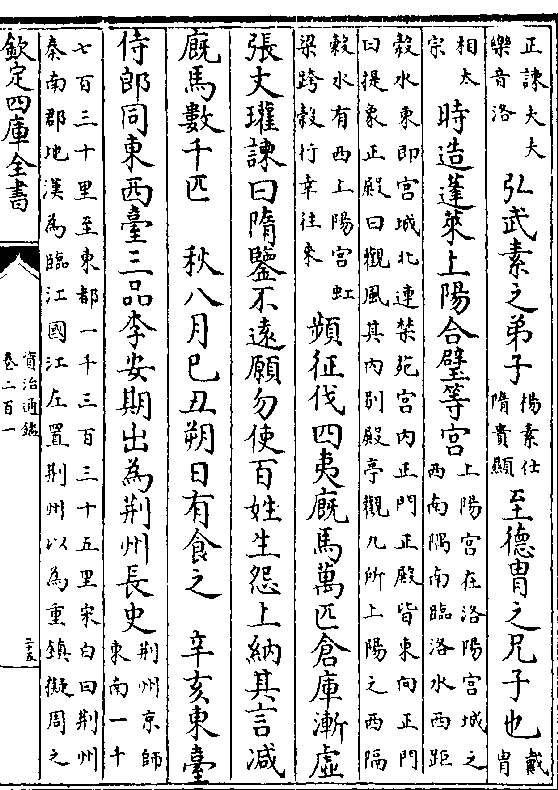 正諫大夫
樂音洛
弘武素之弟子
楊素仕
隋貴顯
至德冑之兄子也
戴
冑
相太
宗
時造蓬萊上陽合璧等宮
上陽宮在洛陽宮城之
西南隅南臨洛水西距
穀水東即宮城北連禁苑宮内正門正殿皆東向正門
曰提象正殿曰觀風其内别殿亭觀九所上陽之西隔
穀水有西上陽宮虹
梁跨穀行幸往來
頻征伐四夷廐馬萬匹倉庫漸虛
張文瓘諫曰隋鑒不遠願勿使百姓生怨上納其言減
廐馬數千匹 秋八月己丑朔日有食之 辛亥東臺
侍郎同東西臺三品李安期出為荆州長史
荆州京師
東南一千
七百三十里至東都一千三百三十五里宋白曰荆州
秦南郡地漢為臨江國江左置荆州以為重鎮擬周之
欽定四庫全書
資治通鑑
卷二百一
二十五